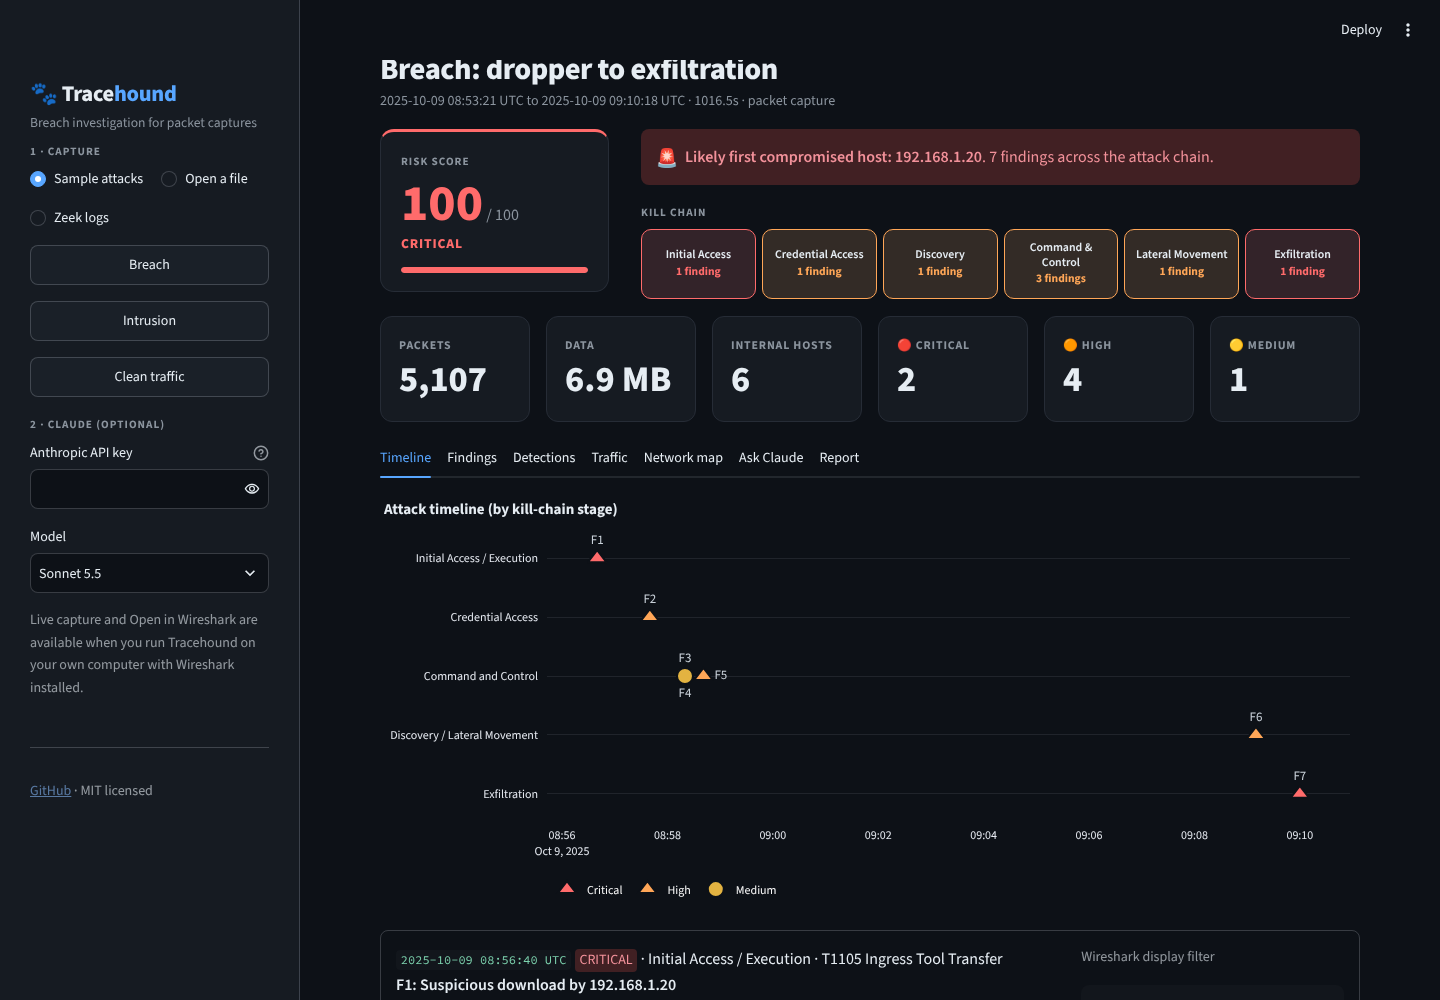 Deploy
Tracehound
Breach investigation for packet captures
1 · CAPTURE
Sample attacks
Open a file
Zeek logs
Breach
Intrusion
Clean traffic
2 · CLAUDE (OPTIONAL)
Anthropic API key
Model
Sonnet 5.5
Live capture and Open in Wireshark are
available when you run Tracehound on
your own computer with Wireshark
installed.
GitHub · MIT licensed
Breach: dropper to exfiltration
2025-10-09 08:53:21 UTC to 2025-10-09 09:10:18 UTC · 1016.5s · packet capture
RISK SCORE
100 / 100
CRITICAL
Likely first compromised host: 192.168.1.20. 7 findings across the attack chain.
KILL CHAIN
Initial Access
1 finding
Credential Access
1 finding
Discovery
1 finding
Command &
Control
3 findings
Lateral Movement
1 finding
Exfiltration
1 finding
PACKETS
5,107
DATA
6.9 MB
INTERNAL HOSTS
6
CRITICAL
2
HIGH
4
MEDIUM
1
Timeline Findings Detections Traffic Network map Ask Claude Report
Attack timeline (by kill-chain stage)
F1
Initial Access / Execution
F2
Credential Access
F3
Command and Control
F5
F4
F6
Discovery / Lateral Movement
F7
Exfiltration
08:56 08:58 09:00 09:02 09:04 09:06 09:08 09:10
Oct 9, 2025
Critical High Medium
2025-10-09 08:56:40 UTC CRITICAL · Initial Access / Execution · T1105 Ingress Tool Transfer
F1: Suspicious download by 192.168.1.20
Wireshark display filter